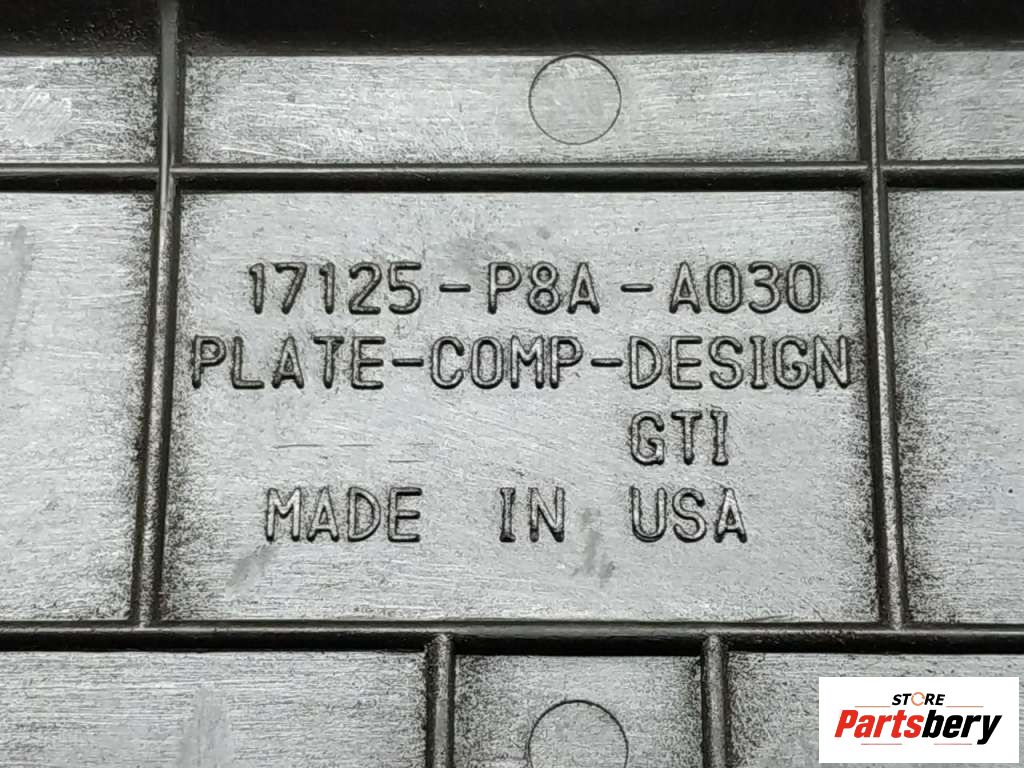 17125-P8A-A030
PLATE-COMP-DESIGN
GTI
MADE IN USA
STORE
Partsbery